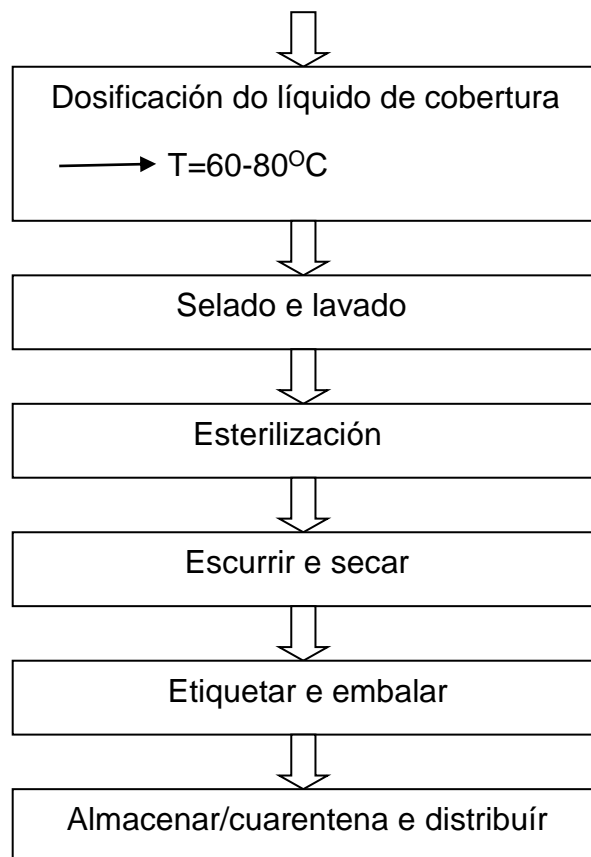 Dosificación do líquido de cobertura
T=60-80ºC
Selado e lavado
Esterilización
Escurrir e secar
Etiquetar e embalar
Almacenar/cuarentena e distribuír